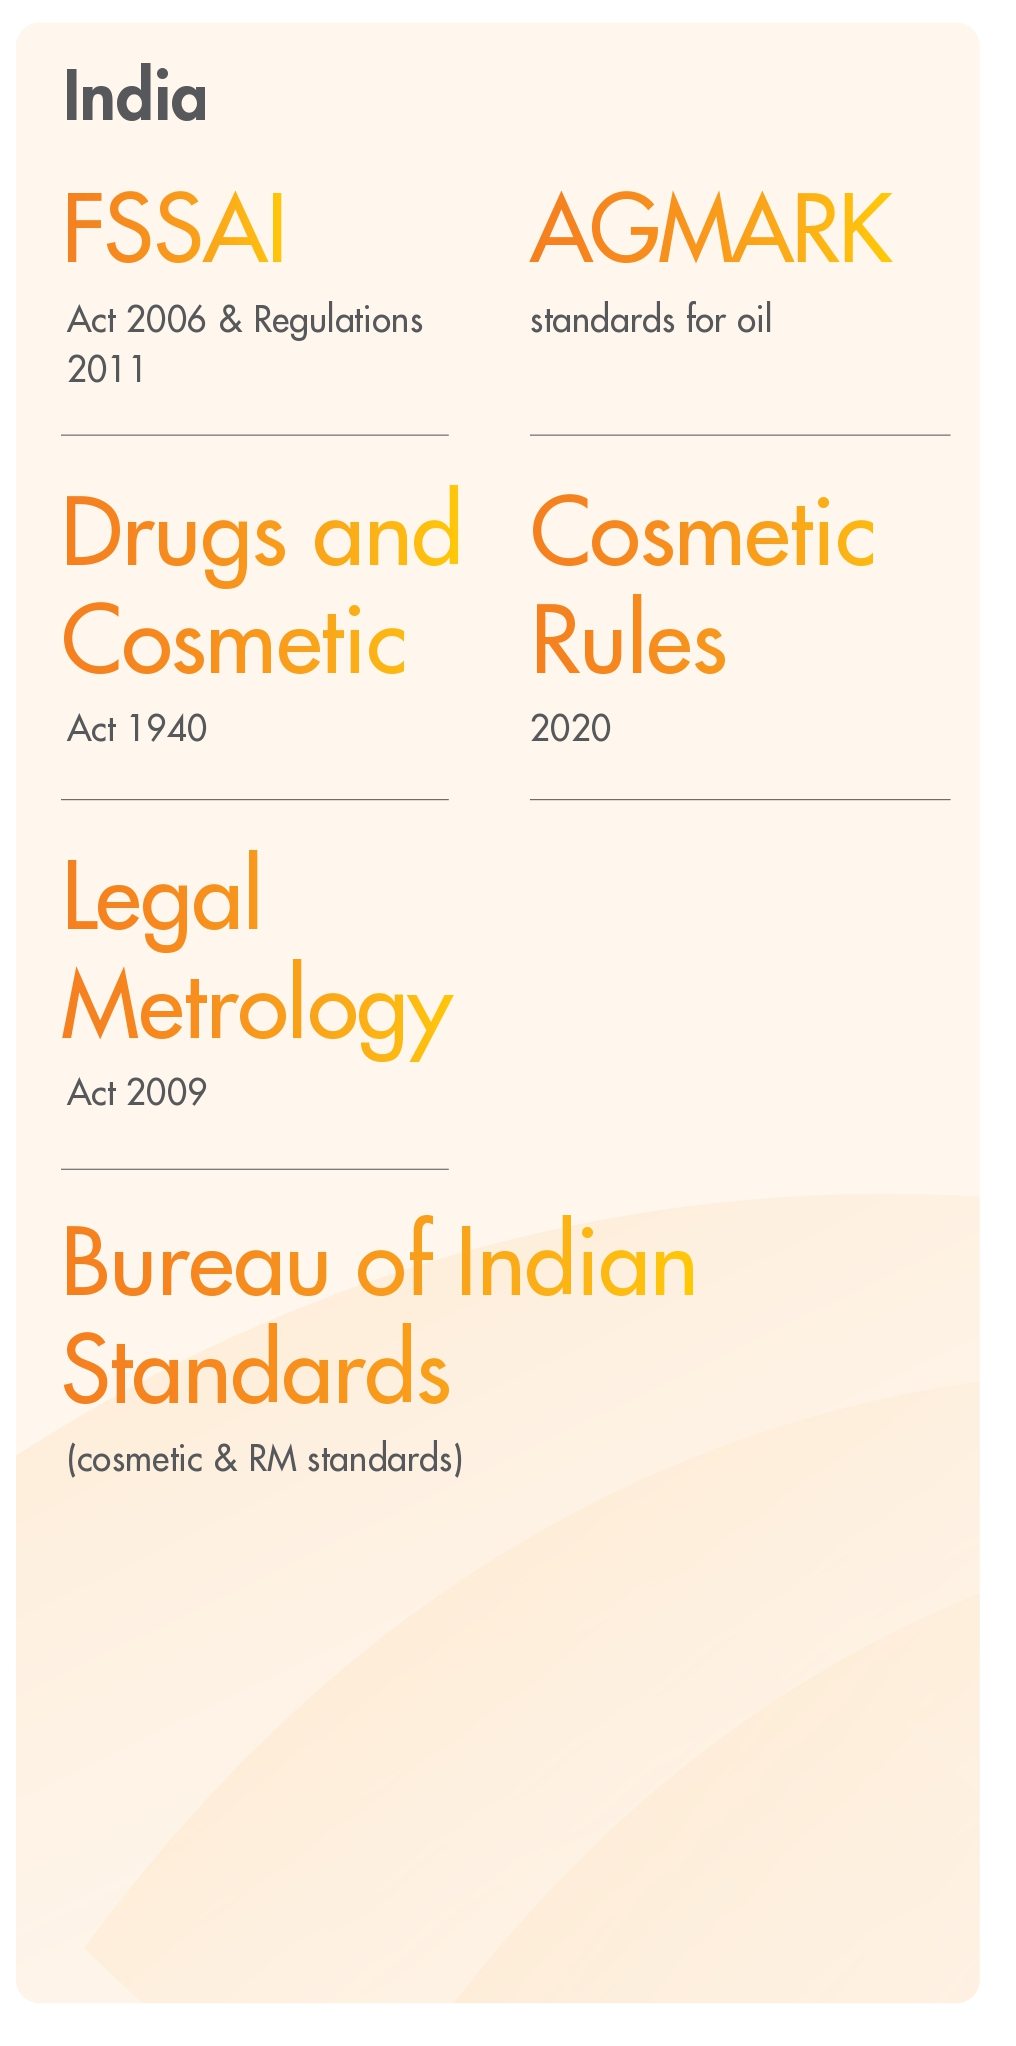 India
FSSAI
Act 2006 & Regulations
2011
AGMARK
standards for oil
Drugs and
Cosmetic
Act 1940
Cosmetic
Rules
2020
Legal
Metrology
Act 2009
Bureau of Indian
Standards
(cosmetic & RM standards)